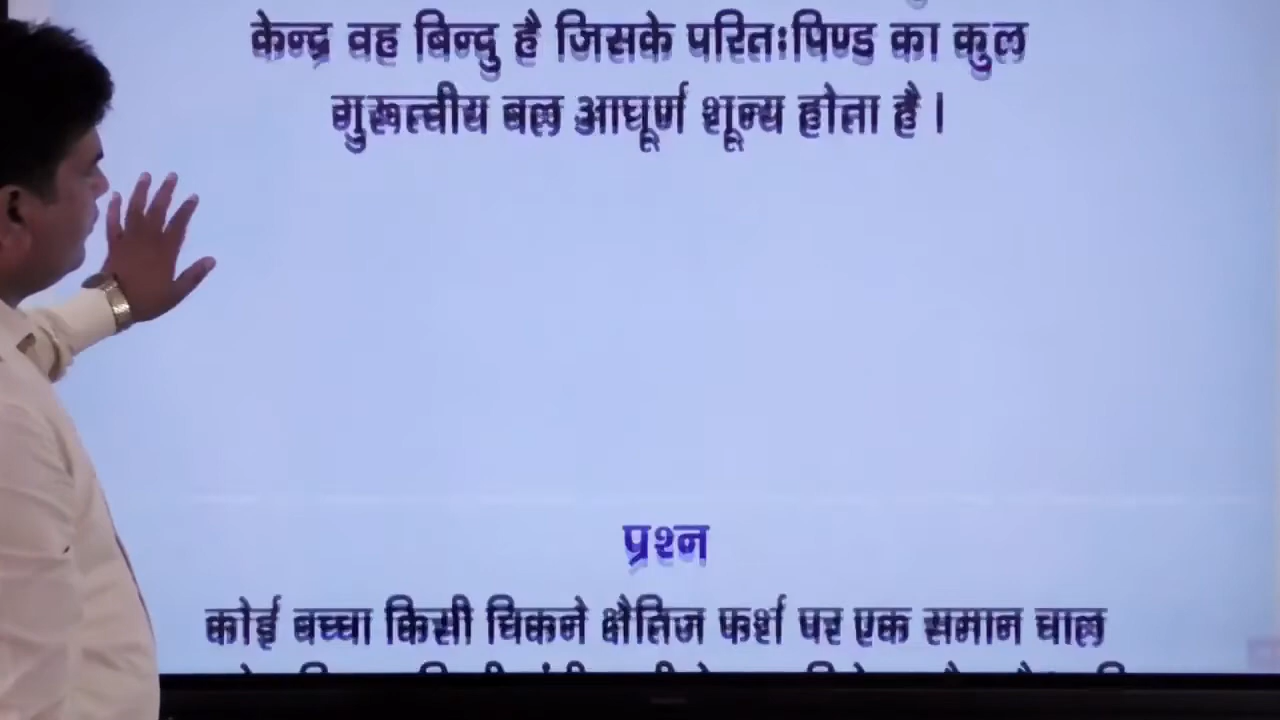 केन्द्र वह बिन्दु है जिसके परितःपिण्ड का कुल
गुरूत्वीय बल आघूर्ण शून्य होता है ।
प्रश्न
कोई बच्चा किसी चिकने क्षैतिज फर्श पर एक समान चाल